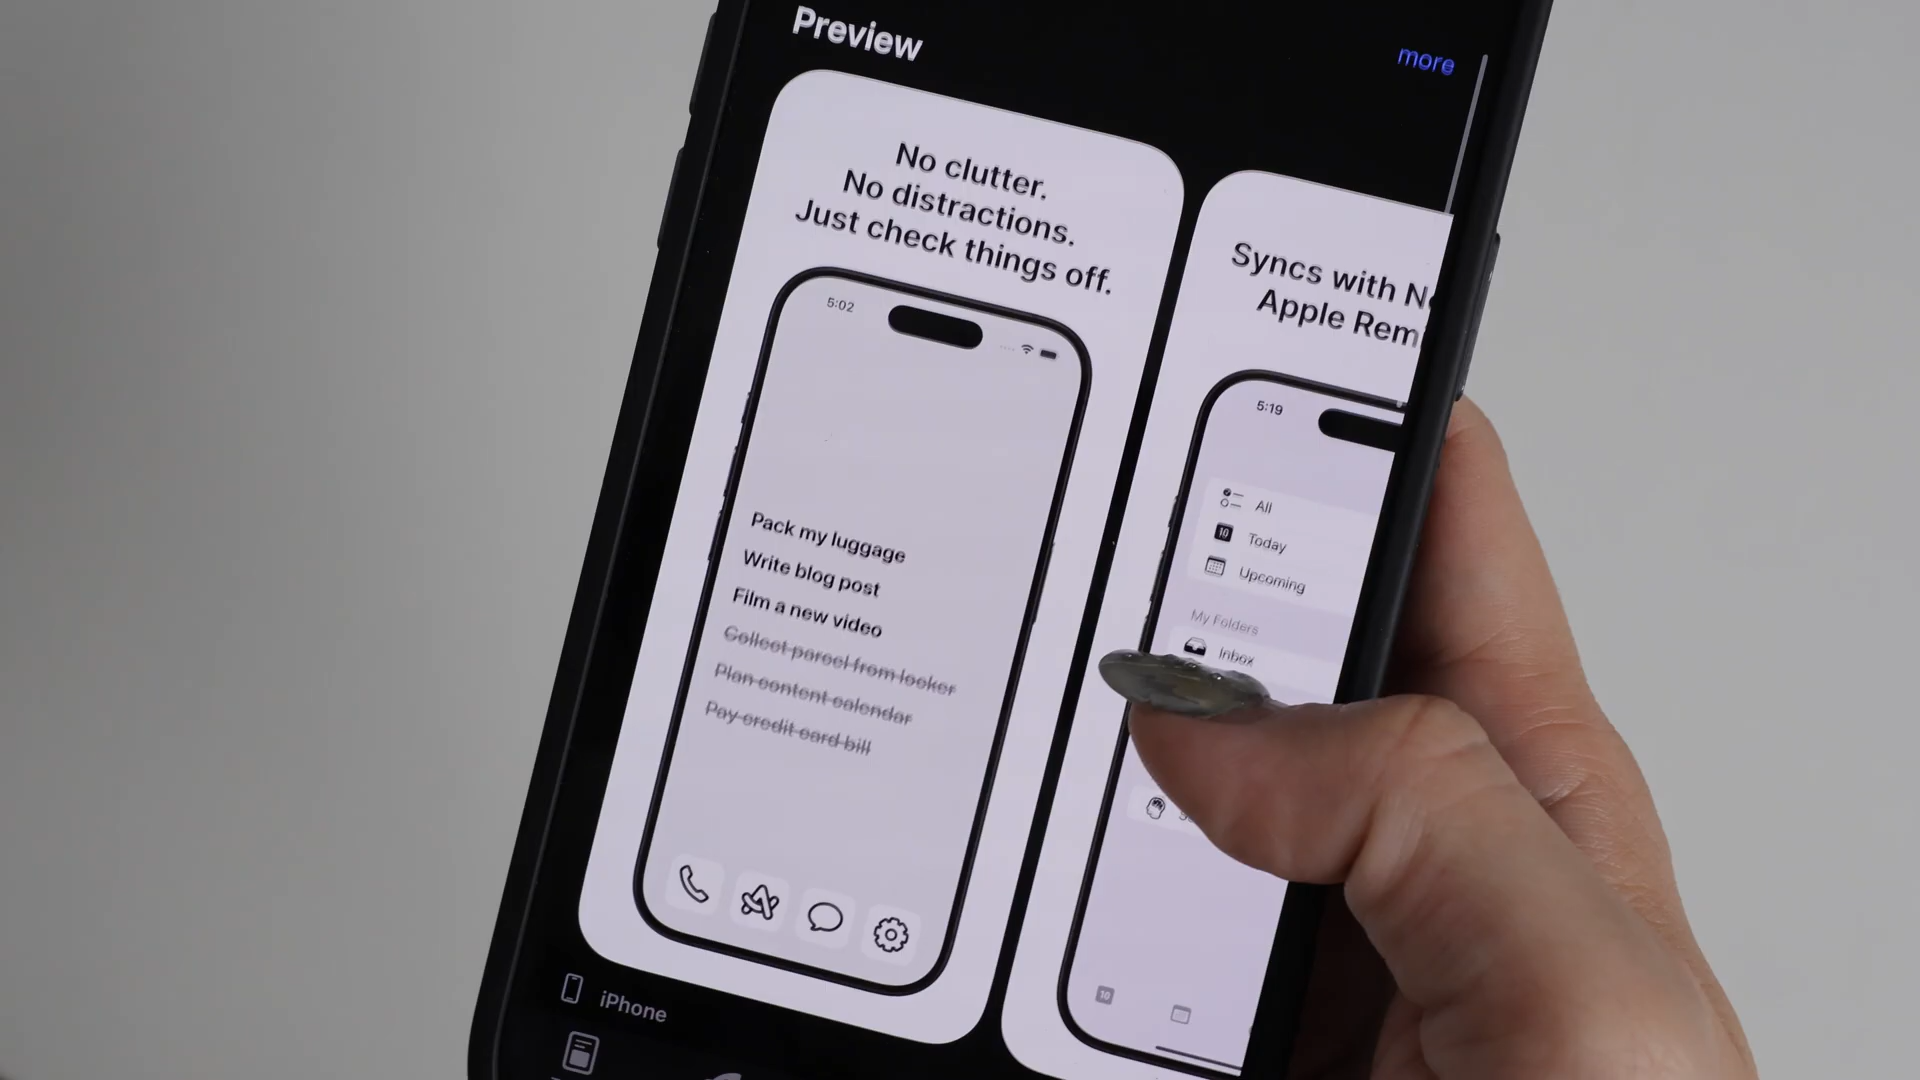 Preview
more
No clutter.
No distractions.
Just check things off.
5:02
Pack my luggage
Write blog post
Film a new video
Collect parcel from locker
Plan content calendar
Pay credit card bill
Syncs with
Apple
5:19
All
10
Today
Upcoming
My Folders
Inbox
10
iPhone